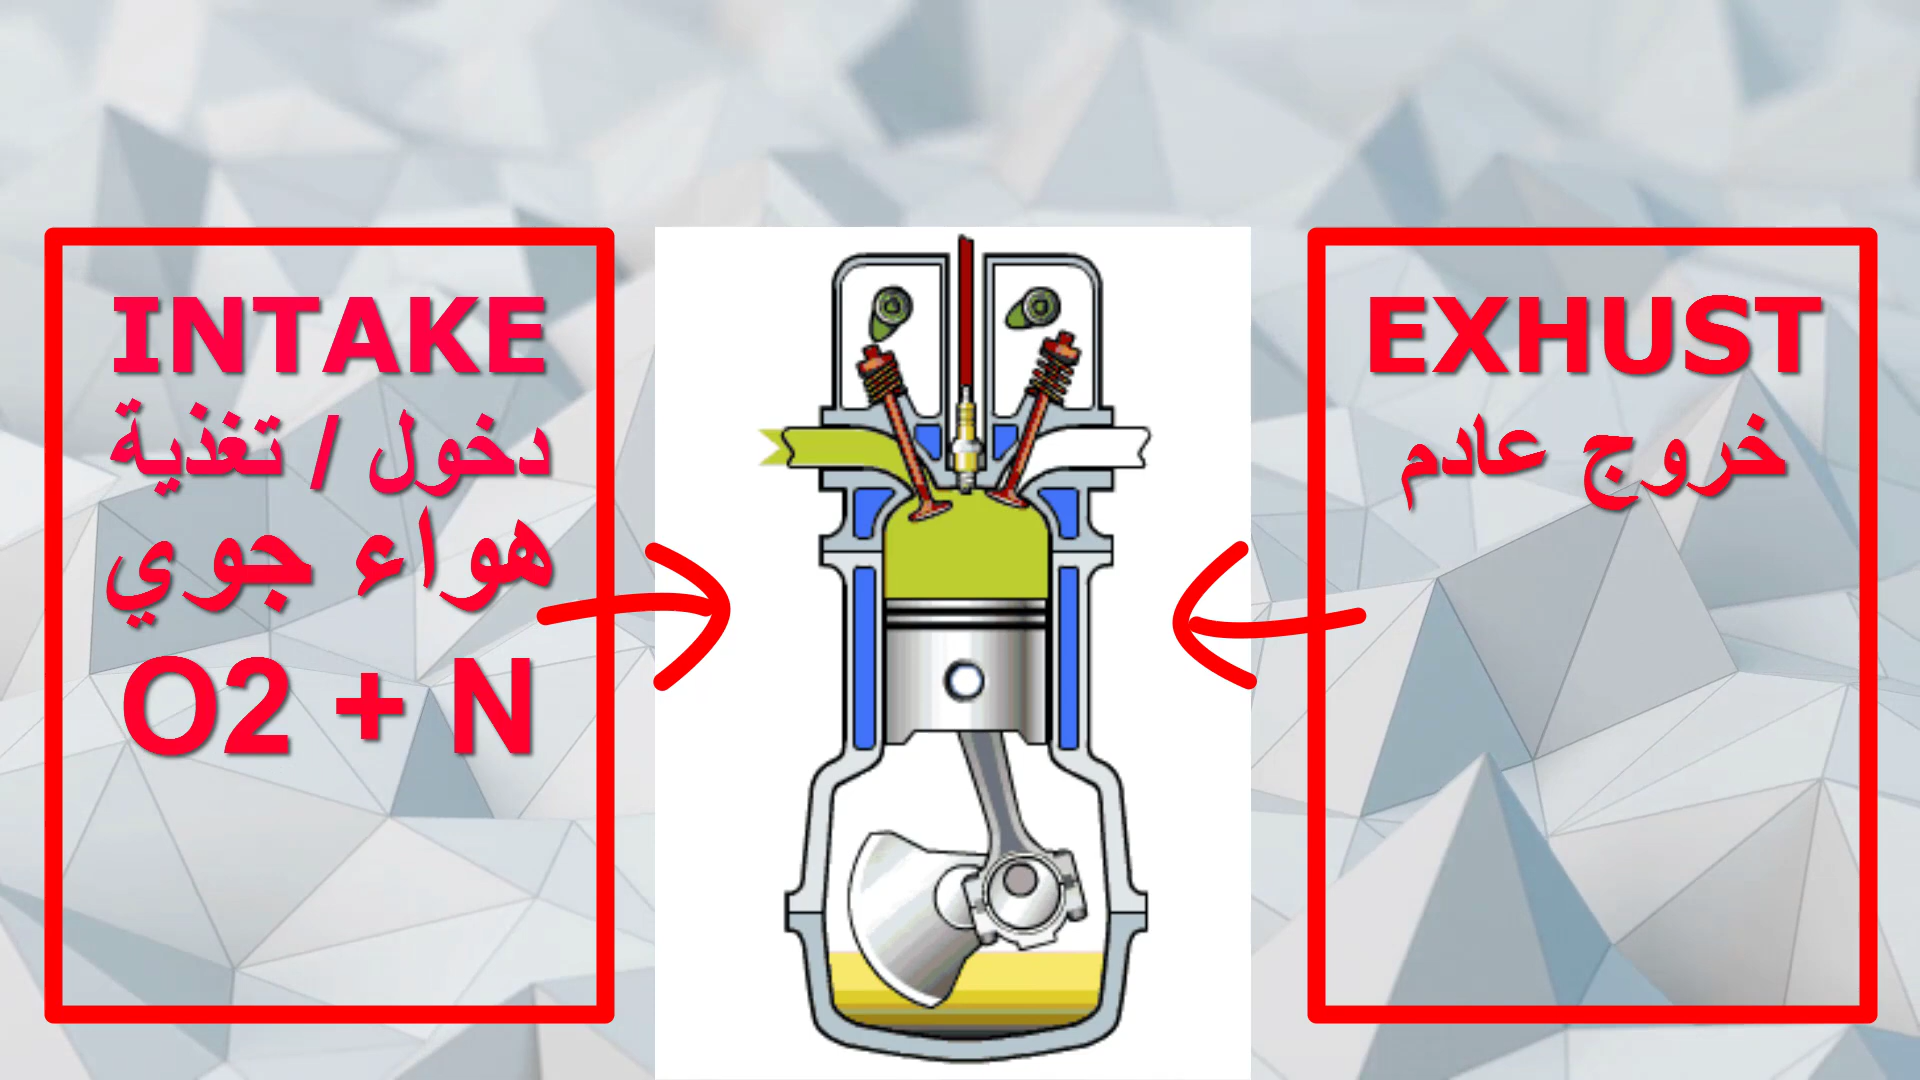 INTAKE
دخول / تغذية
هواء جوي
O2 + N
EXHUST
خروج عادم